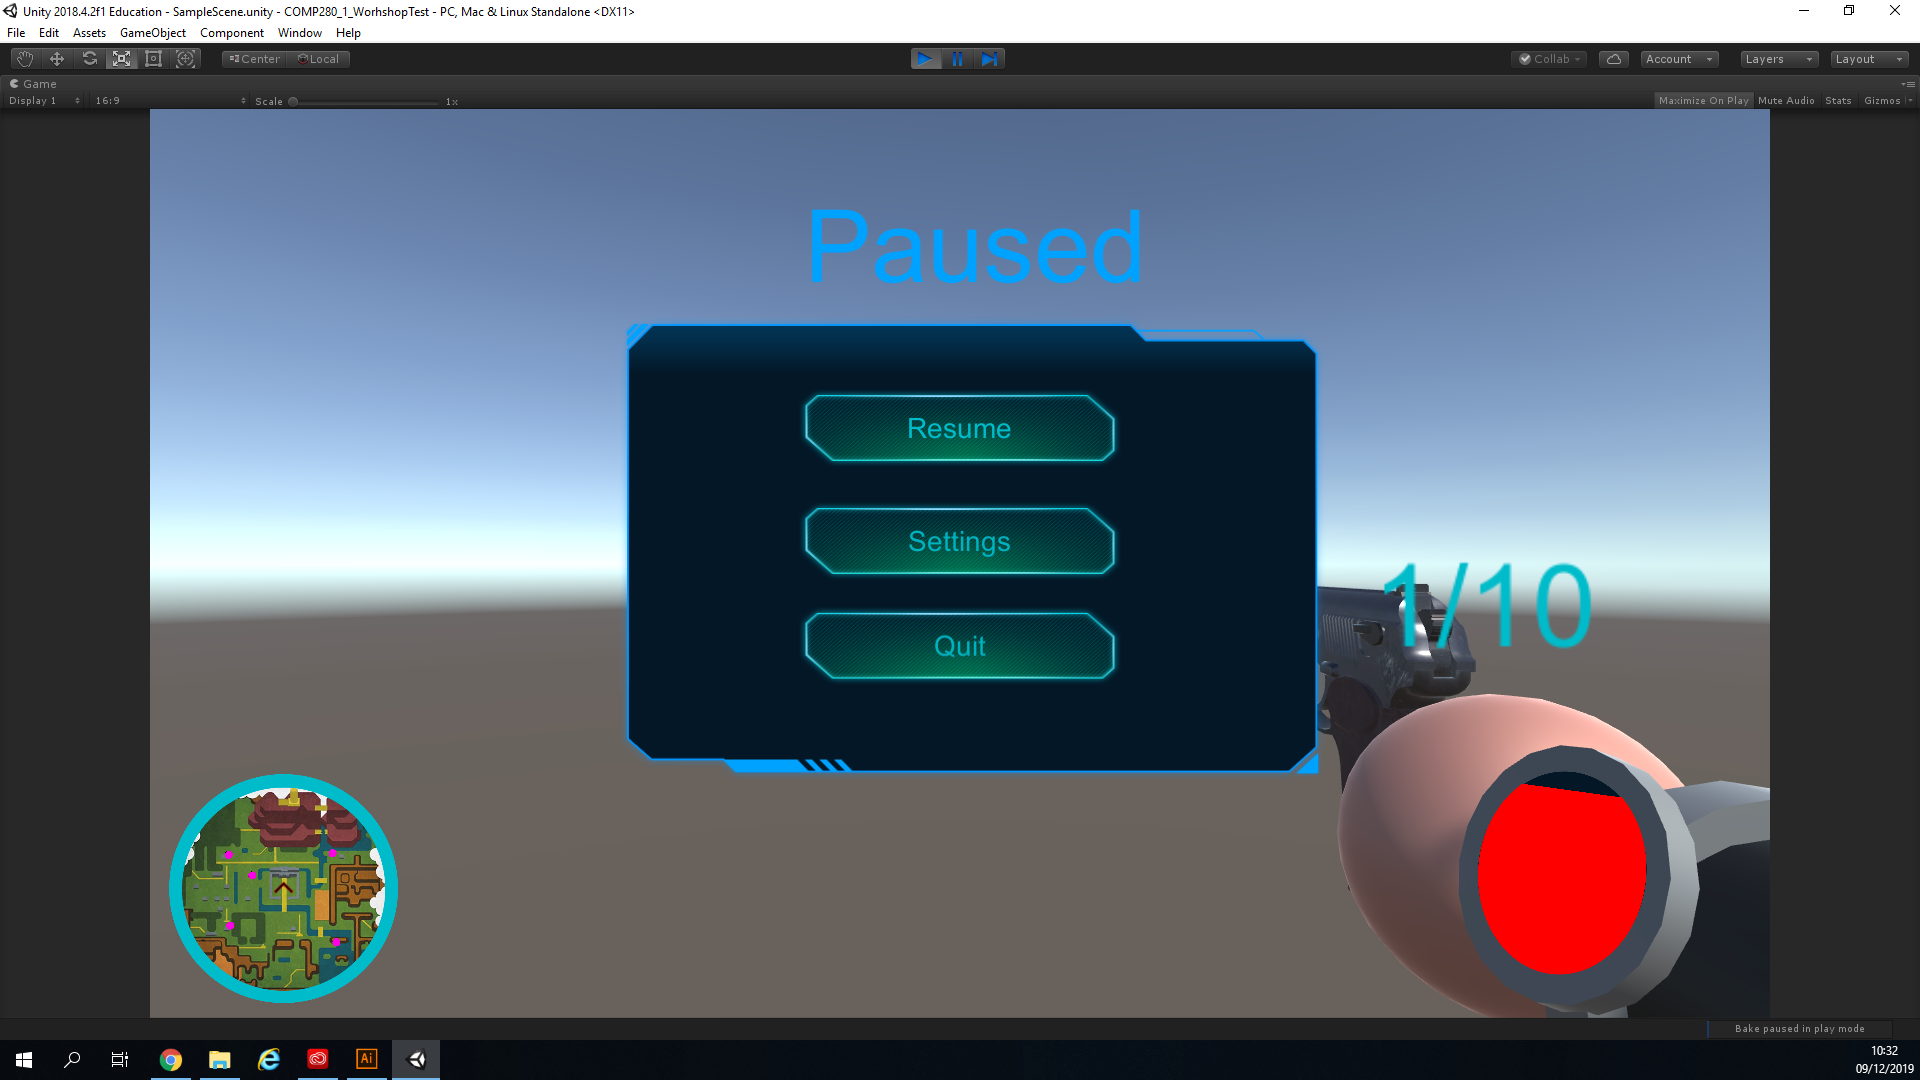 Unity 2018.4.2f1 Education - SampleScene.unity - COMP280_1_WorhshopTest - PC, Mac & Linux Standalone <DX11>
File Edit Assets GameObject Component Window Help
Center Local Collab Account Layers Layout
Game
Display 1 16:9 Scale 1x Maximize On Play Mute Audio Stats Gizmos
Paused
Resume
Settings
Quit
1/10
Bake paused in play mode
Ai
10:32
09/12/2019